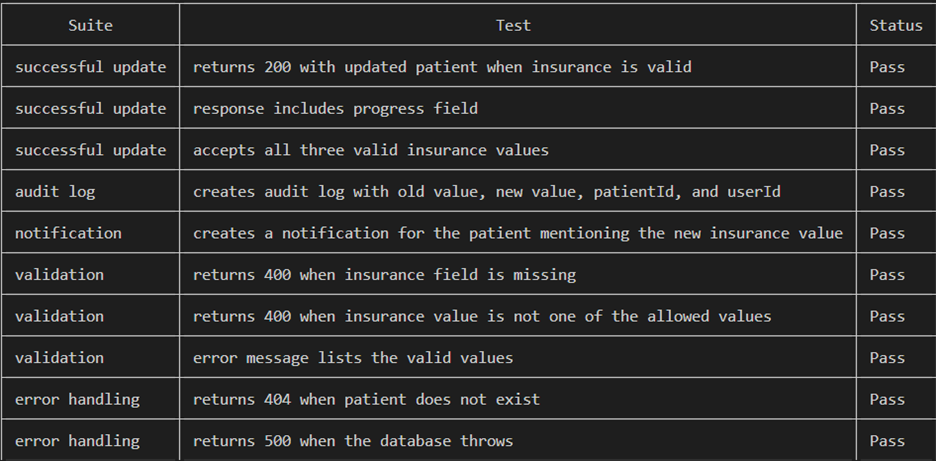 Suite Test Status
successful update returns 200 with updated patient when insurance is valid Pass
successful update response includes progress field Pass
successful update accepts all three valid insurance values Pass
audit log creates audit log with old value, new value, patientId, and userId Pass
notification creates a notification for the patient mentioning the new insurance value Pass
validation returns 400 when insurance field is missing Pass
validation returns 400 when insurance value is not one of the allowed values Pass
validation error message lists the valid values Pass
error handling returns 404 when patient does not exist Pass
error handling returns 500 when the database throws Pass